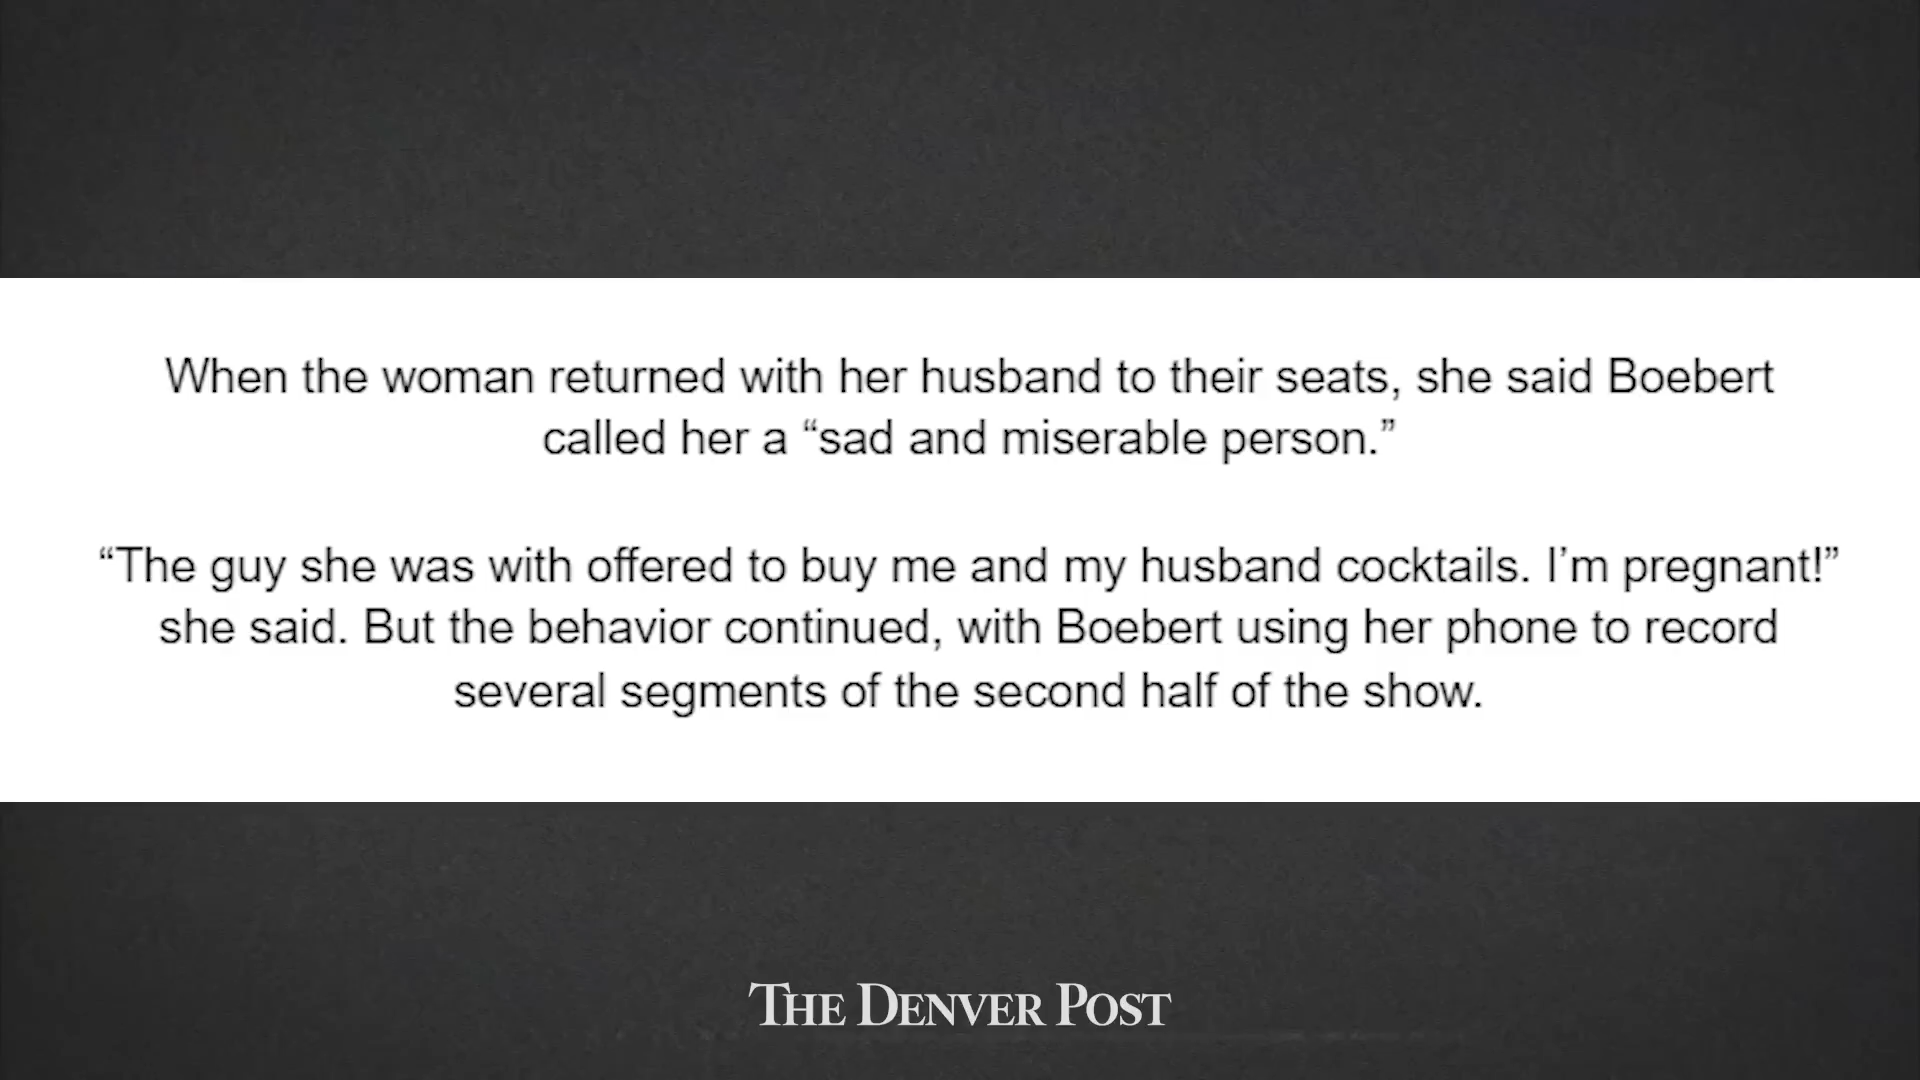 When the woman returned with her husband to their seats, she said Boebert
called her a “sad and miserable person.”
“The guy she was with offered to buy me and my husband cocktails. I’m pregnant!”
she said. But the behavior continued, with Boebert using her phone to record
several segments of the second half of the show.
THE DENVER POST